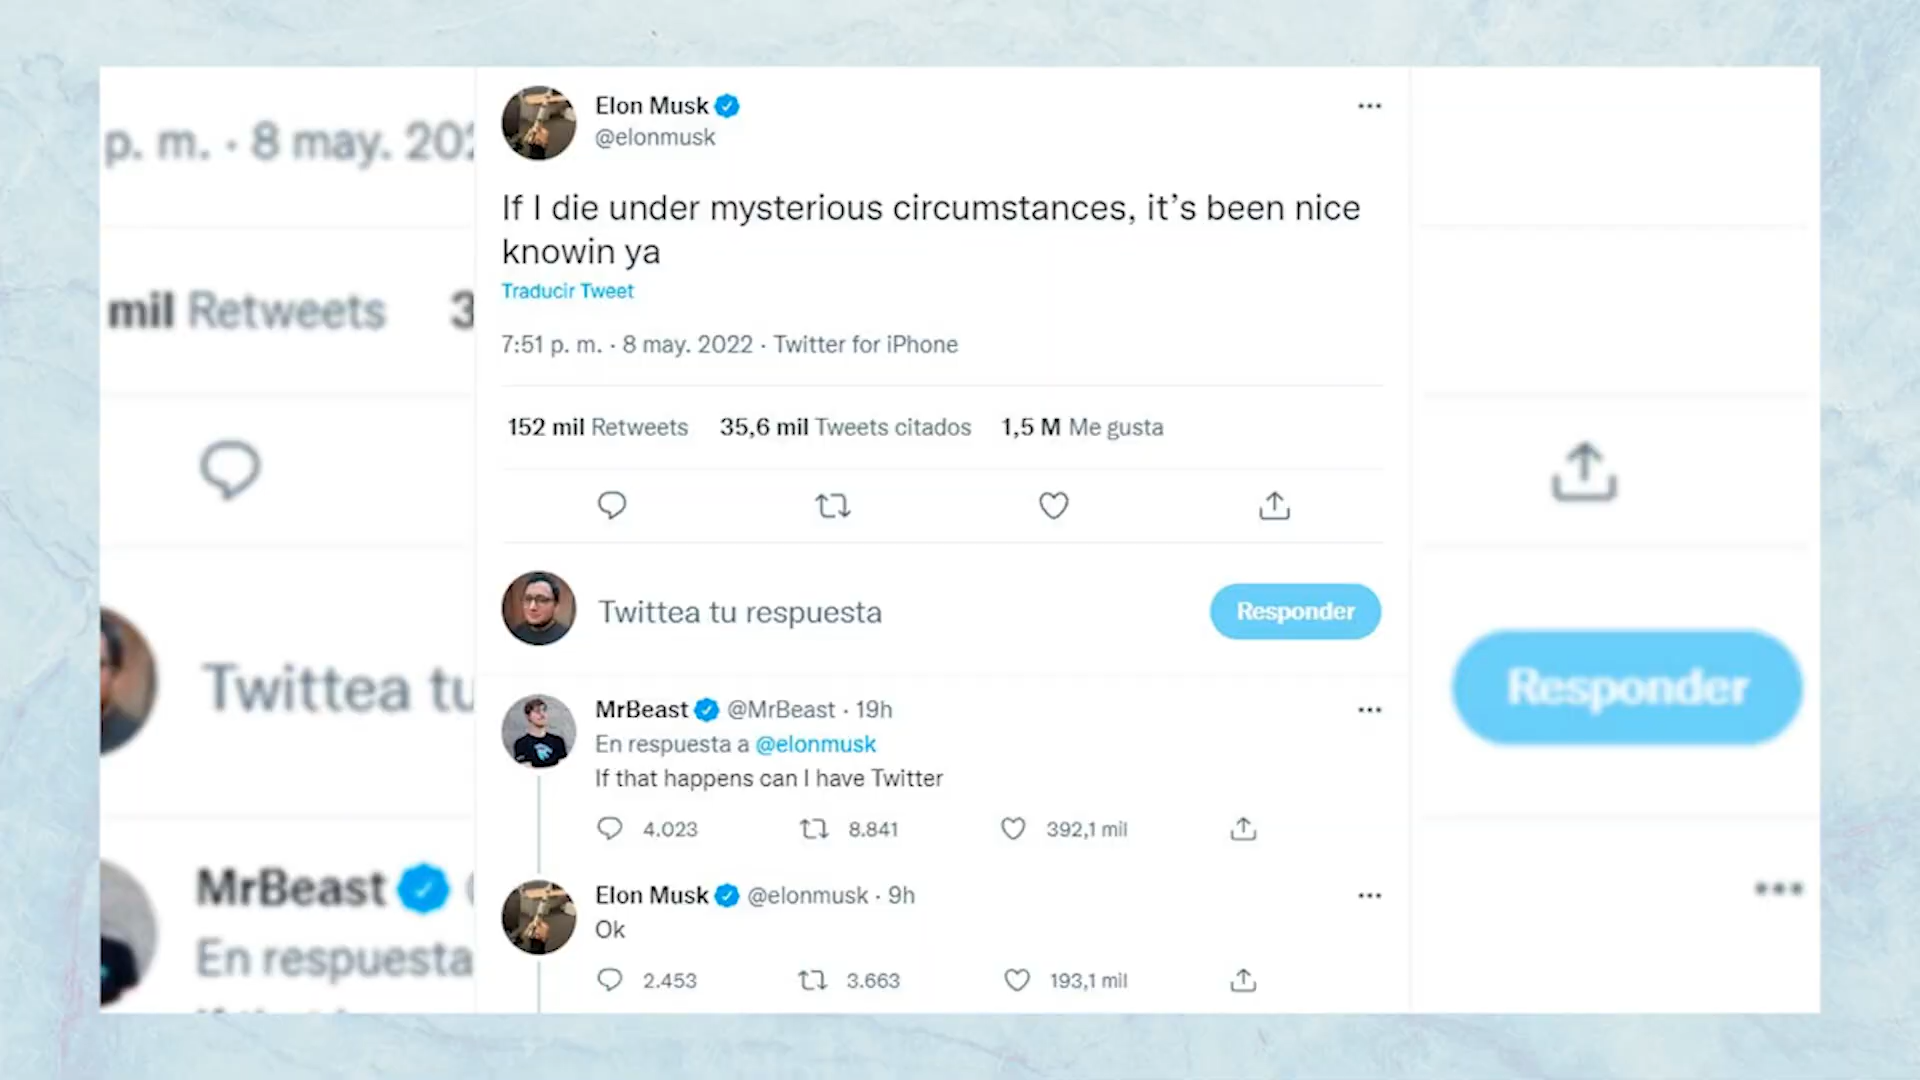 p. m. · 8 may. 202
mil Retweets 3
Twittea tu
MrBeast
En respuesta
Elon Musk
@elonmusk
If I die under mysterious circumstances, it’s been nice
knowin ya
Traducir Tweet
7:51 p. m. · 8 may. 2022 · Twitter for iPhone
152 mil Retweets 35,6 mil Tweets citados 1,5 M Me gusta
Twittea tu respuesta Responder
MrBeast @MrBeast · 19h
En respuesta a @elonmusk
If that happens can I have Twitter
4.023 8.841 392,1 mil
Elon Musk @elonmusk · 9h
Ok
2.453 3.663 193,1 mil
Responder